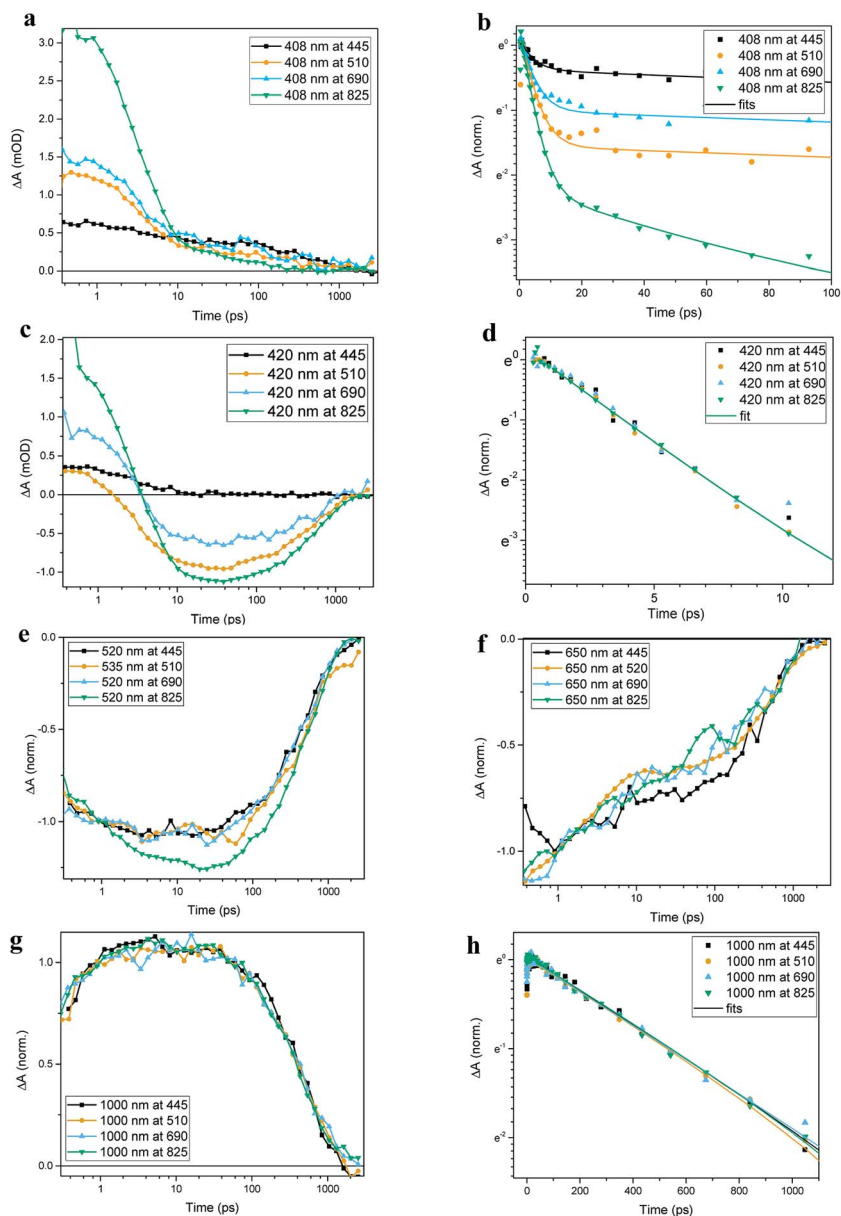 a
3.0
2.5
2.0
1.5
1.0
0.5
0.0
ΔA (mOD)
408 nm at 445
408 nm at 510
408 nm at 690
408 nm at 825
1
10
100
1000
Time (ps)
b
e⁰
e⁻¹
e⁻²
e⁻³
ΔA (norm.)
408 nm at 445
408 nm at 510
408 nm at 690
408 nm at 825
fits
0
20
40
60
80
100
Time (ps)
c
2.0
1.5
1.0
0.5
0.0
-0.5
-1.0
ΔA (mOD)
420 nm at 445
420 nm at 510
420 nm at 690
420 nm at 825
1
10
100
1000
Time (ps)
d
e⁰
e⁻¹
e⁻²
e⁻³
0
ΔA (norm.)
420 nm at 445
420 nm at 510
420 nm at 690
420 nm at 825
fit
0
5
10
Time (ps)
e
0.0
-0.5
-1.0
ΔA (norm.)
520 nm at 445
535 nm at 510
520 nm at 690
520 nm at 825
1
10
100
1000
Time (ps)
f
0.0
-0.5
-1.0
ΔA (norm.)
650 nm at 445
650 nm at 520
650 nm at 690
650 nm at 825
1
10
100
1000
Time (ps)
g
1.0
0.5
0.0
ΔA (norm.)
1000 nm at 445
1000 nm at 510
1000 nm at 690
1000 nm at 825
1
10
100
1000
Time (ps)
h
e⁰
e⁻¹
e⁻²
ΔA (norm.)
1000 nm at 445
1000 nm at 510
1000 nm at 690
1000 nm at 825
fits
0
200
400
600
800
1000
Time (ps)